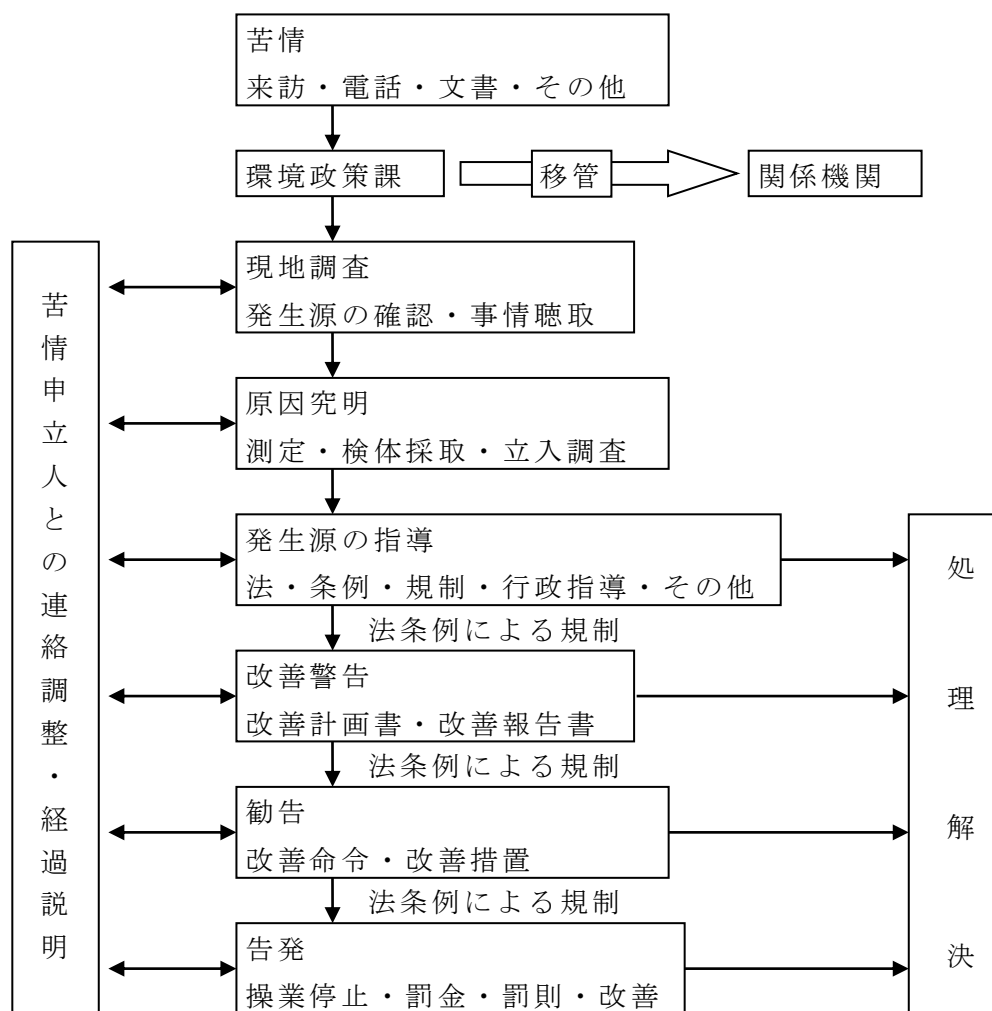 苦情
来訪・電話・文書・その他
環境政策課
移管
関係機関
現地調査
発生源の確認・事情聴取
原因究明
測定・検体採取・立入調査
発生源の指導
法・条例・規制・行政指導・その他
法条例による規制
改善警告
改善計画書・改善報告書
法条例による規制
勧告
改善命令・改善措置
法条例による規制
告発
操業停止・罰金・罰則・改善
苦情申立人との連絡調整・経過説明
処理解決